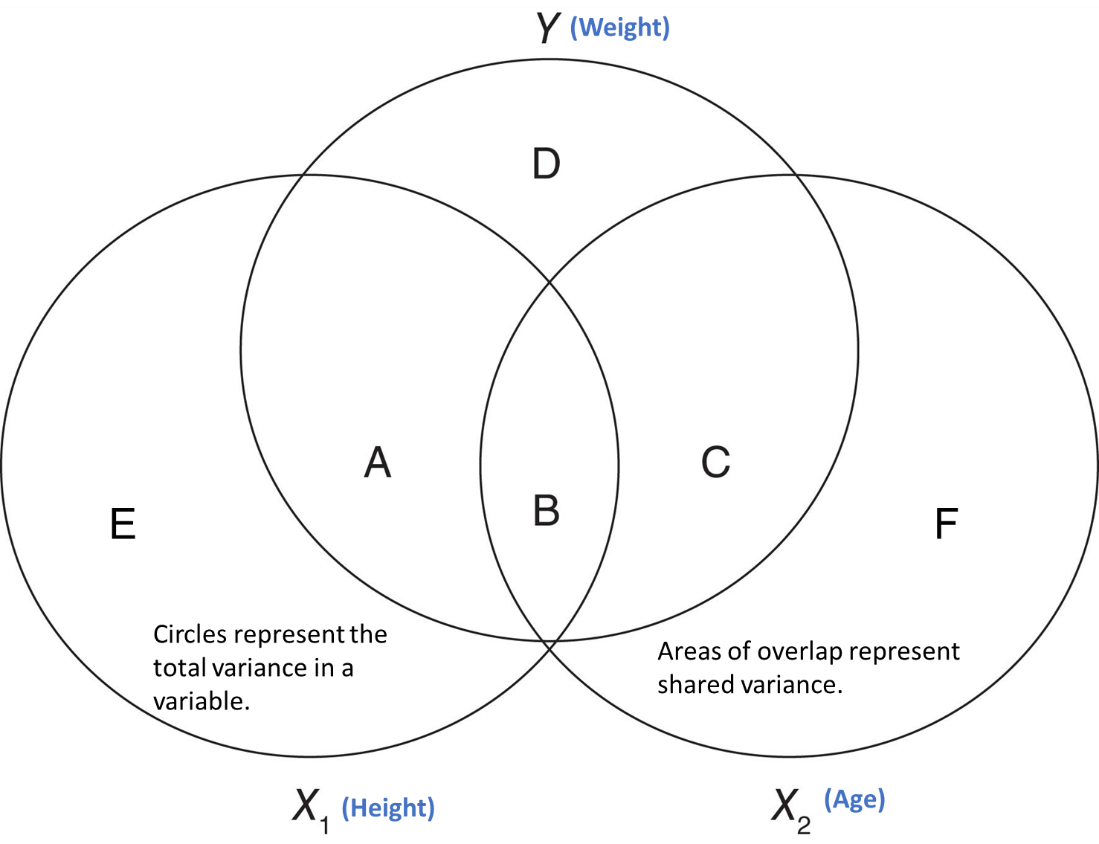 Y (Weight)
D
A
C
B
E
F
Circles represent the
total variance in a
variable.
Areas of overlap represent
shared variance.
X1 (Height)
X2 (Age)